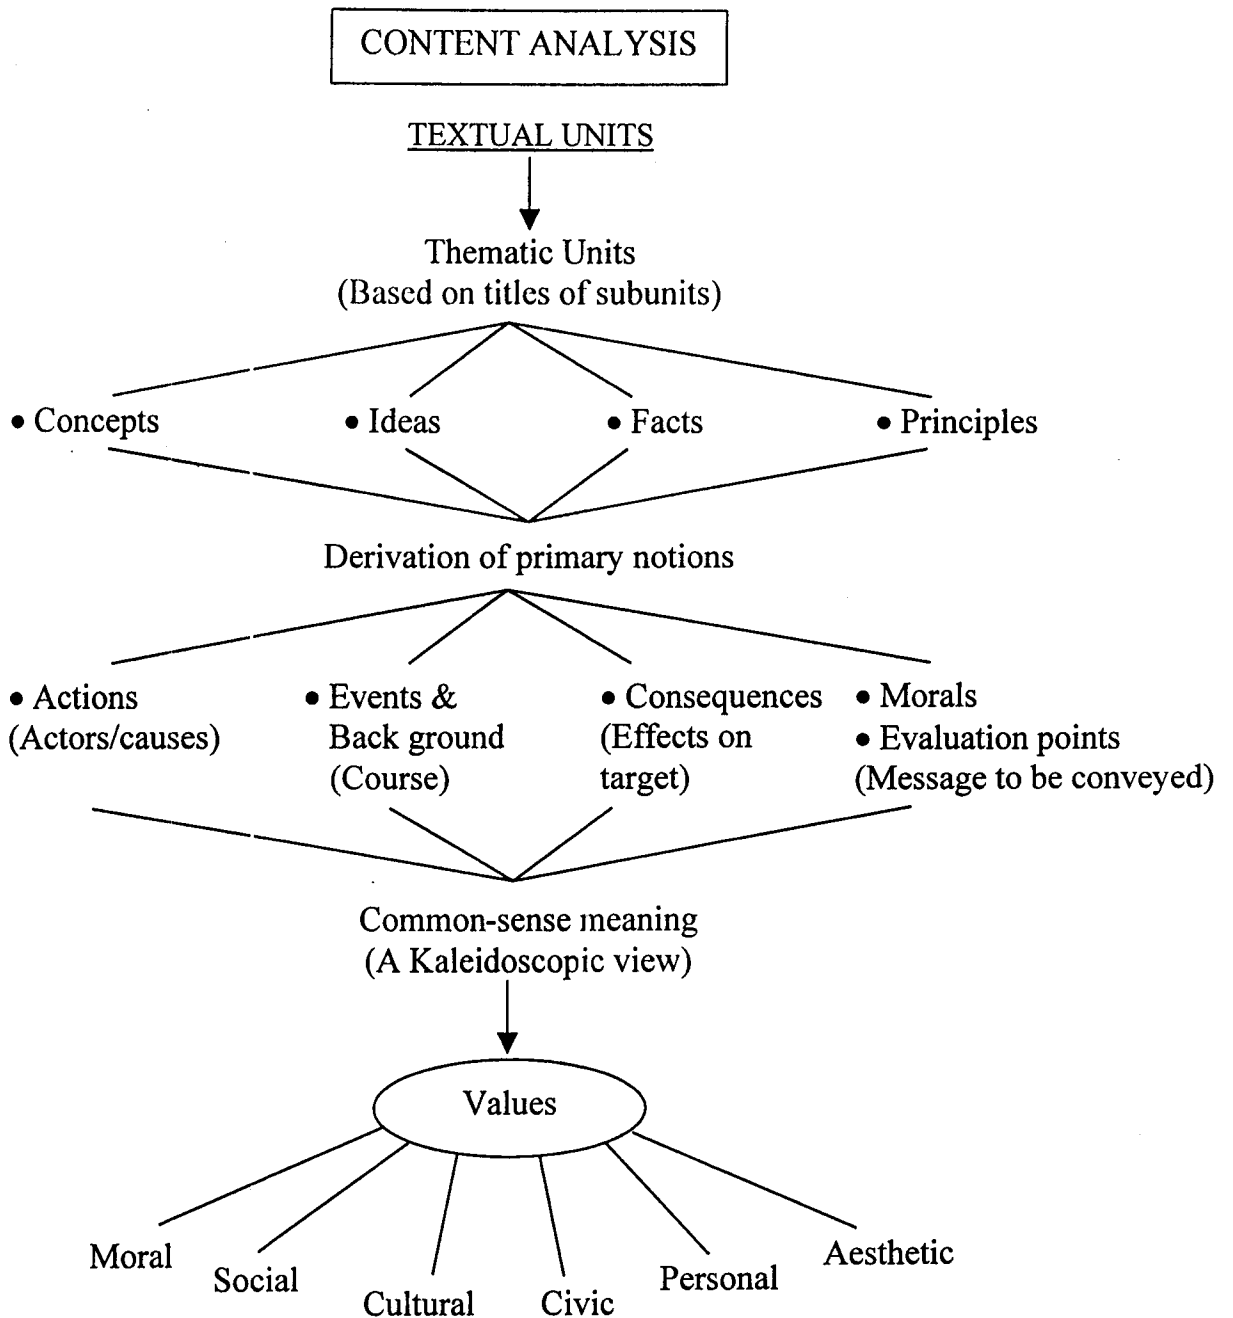 CONTENT ANALYSIS
TEXTUAL UNITS
Thematic Units
(Based on titles of subunits)
• Concepts
• Ideas
• Facts
• Principles
Derivation of primary notions
• Actions
(Actors/causes)
• Events &
Back ground
(Course)
• Consequences
(Effects on
target)
• Morals
• Evaluation points
(Message to be conveyed)
Common-sense meaning
(A Kaleidoscopic view)
Values
Moral
Social
Cultural
Civic
Personal
Aesthetic